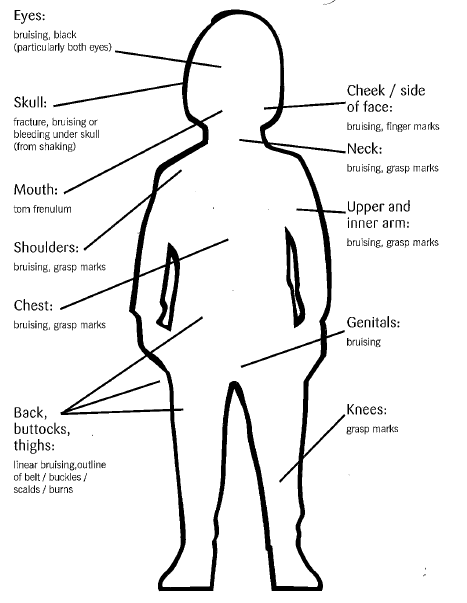 Eyes:
bruising, black
(particularly both eyes)
Skull:
fracture, bruising or
bleeding under skull
(from shaking)
Mouth:
torn frenulum
Shoulders:
bruising, grasp marks
Chest:
bruising, grasp marks
Back,
buttocks,
thighs:
linear bruising,outline
of belt / buckles /
scalds / burns
Cheek / side
of face:
bruising, finger marks
Neck:
bruising, grasp marks
Upper and
inner arm:
bruising, grasp marks
Genitals:
bruising
Knees:
grasp marks